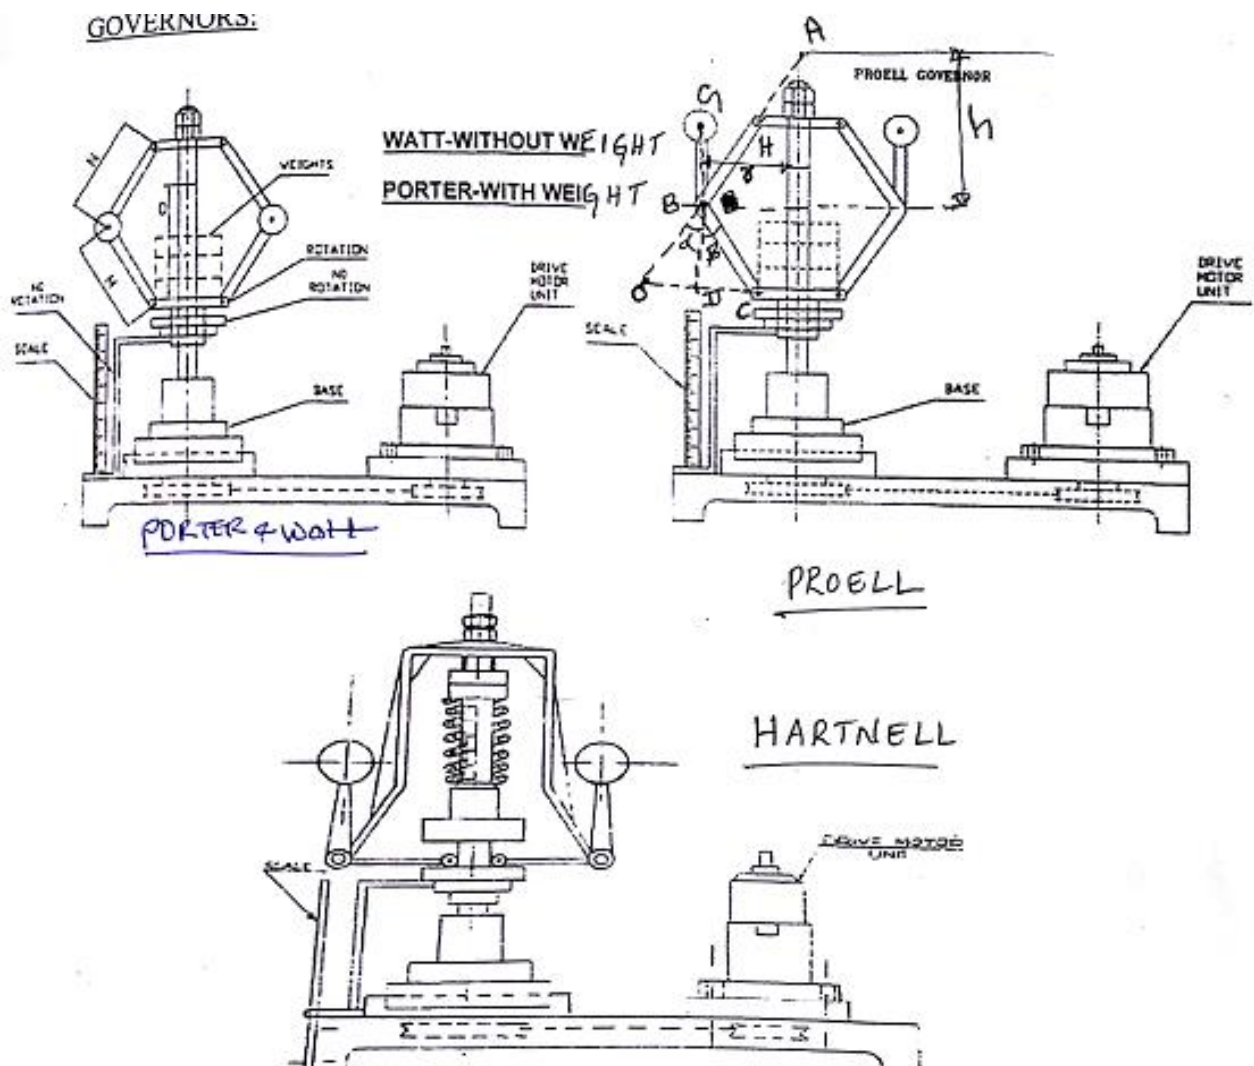 GOVERNORS:
WATT-WITHOUT WEIGHT
PORTER-WITH WEIGHT
WEIGHTS
ROTATION
NO
ROTATION
NO
ROTATION
SCALE
DRIVE
MOTOR
UNIT
BASE
H
H
PORTER & WATT
A
PROELL GOVERNOR
h
G
H
r
B
α β
O
D
C
SCALE
DRIVE
MOTOR
UNIT
BASE
PROELL
HARTNELL
SCALE
DRIVE MOTOR
UNIT